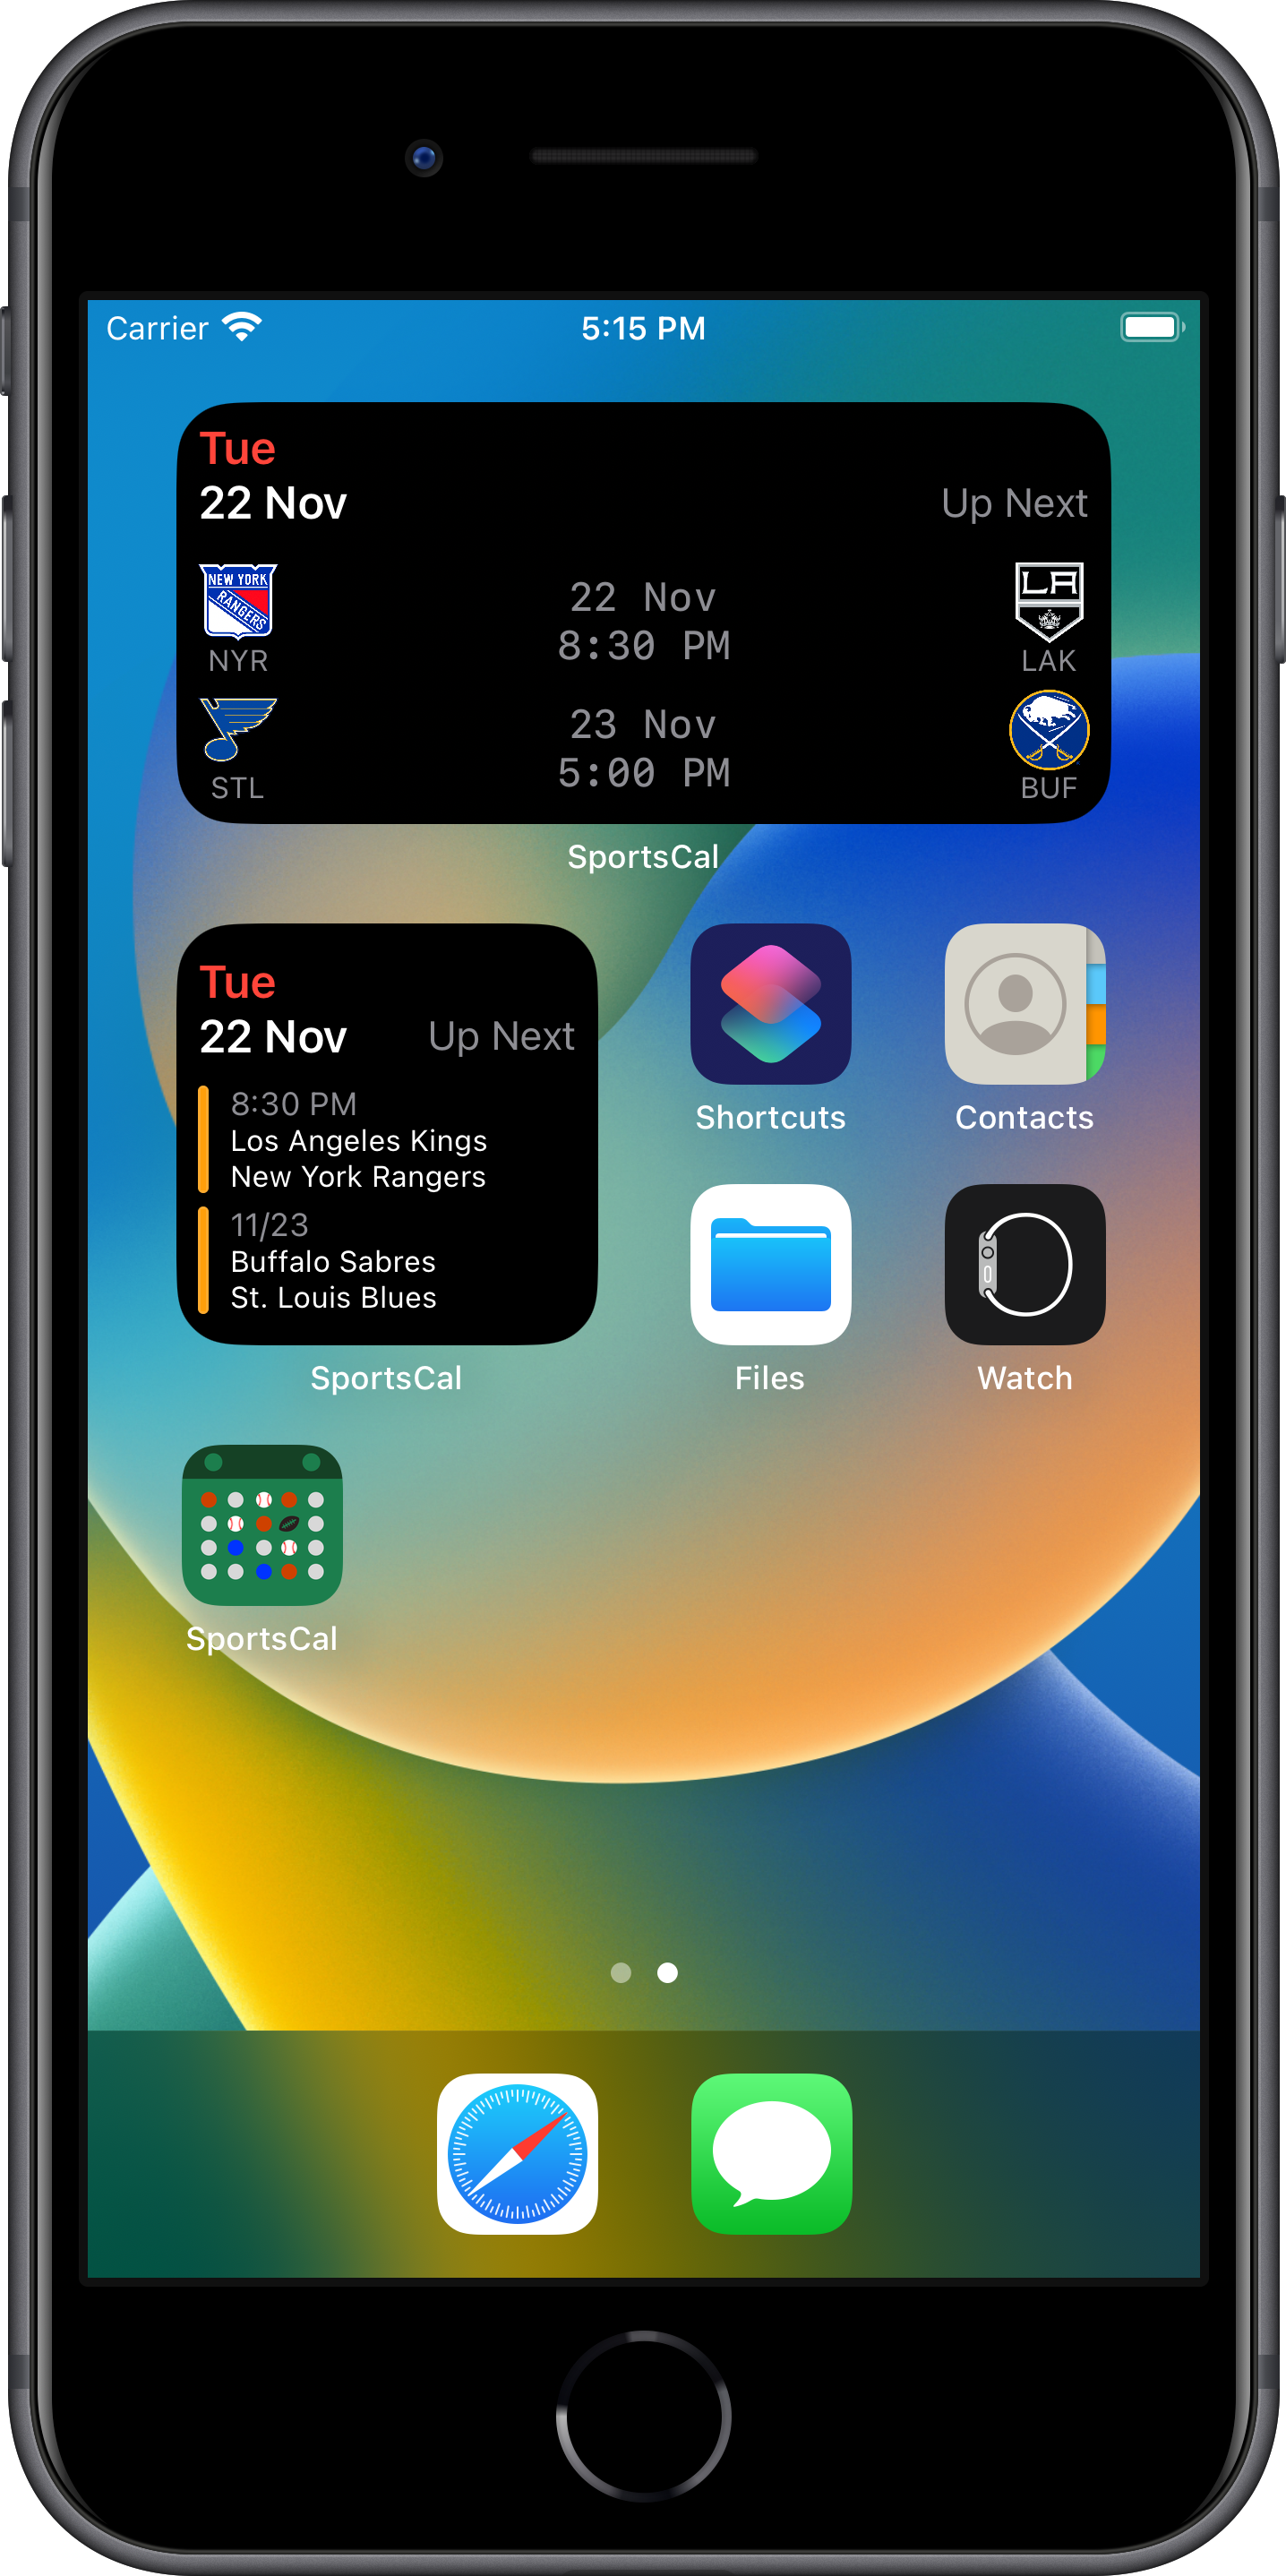 Carrier
5:15 PM
Tue
22 Nov
Up Next
NEW YORK
RANGERS
NYR
22 Nov
8:30 PM
LA
LAK
STL
23 Nov
5:00 PM
BUF
SportsCal
Tue
22 Nov
Up Next
8:30 PM
Los Angeles Kings
New York Rangers
11/23
Buffalo Sabres
St. Louis Blues
SportsCal
Shortcuts
Contacts
Files
Watch
SportsCal